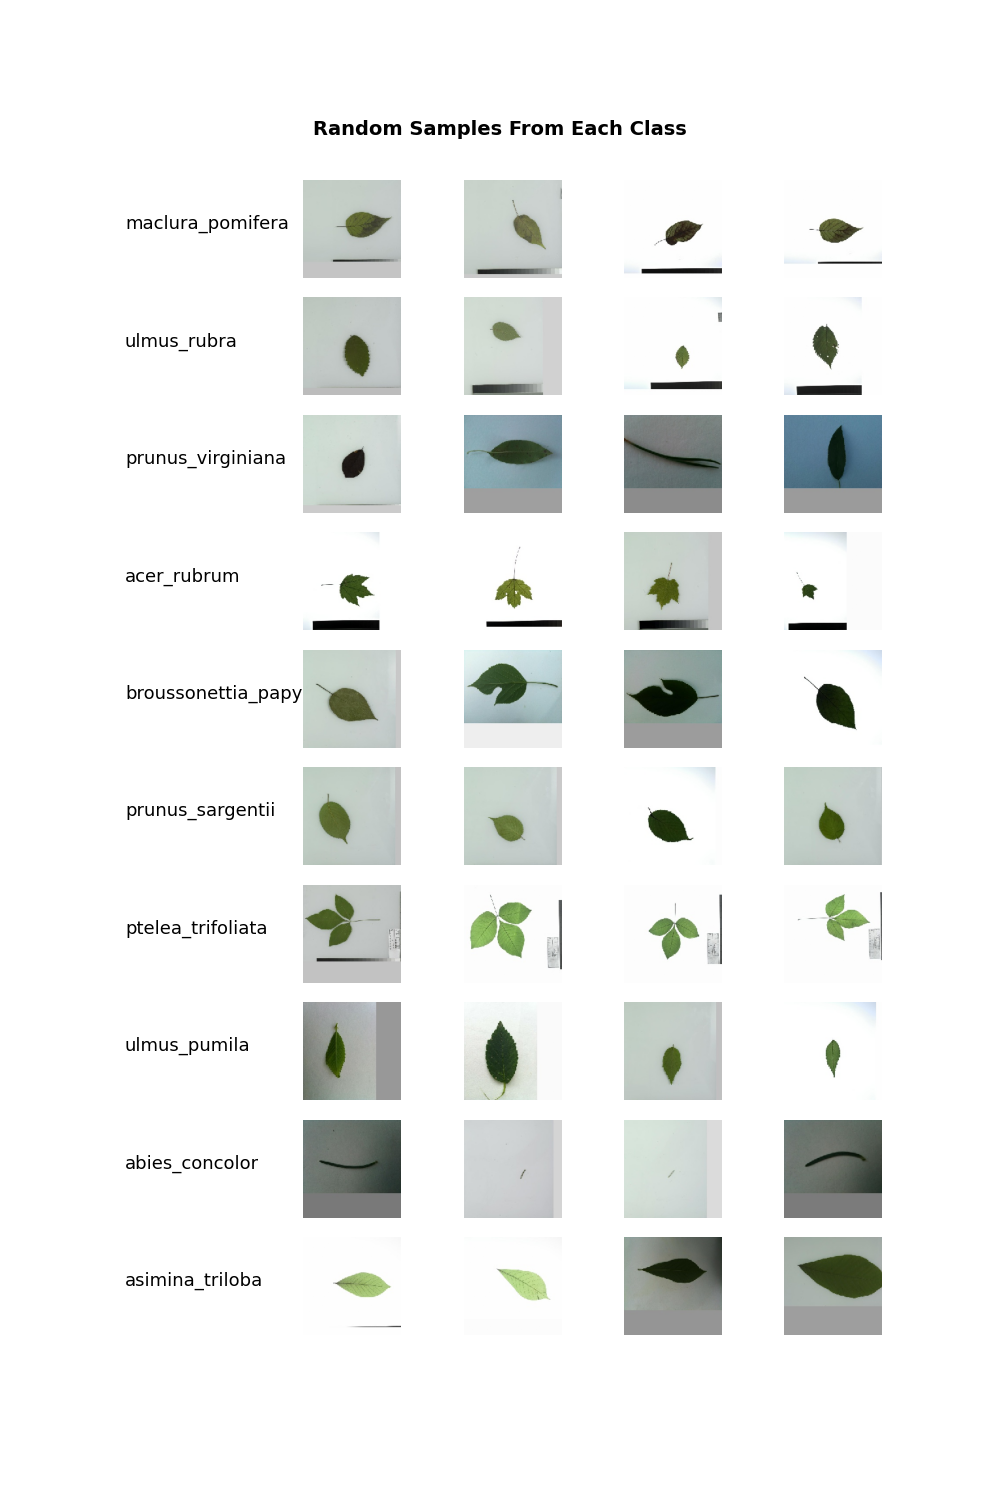 Random Samples From Each Class
maclura_pomifera
ulmus_rubra
prunus_virginiana
acer_rubrum
broussonettia_papy
prunus_sargentii
ptelea_trifoliata
ulmus_pumila
abies_concolor
asimina_triloba